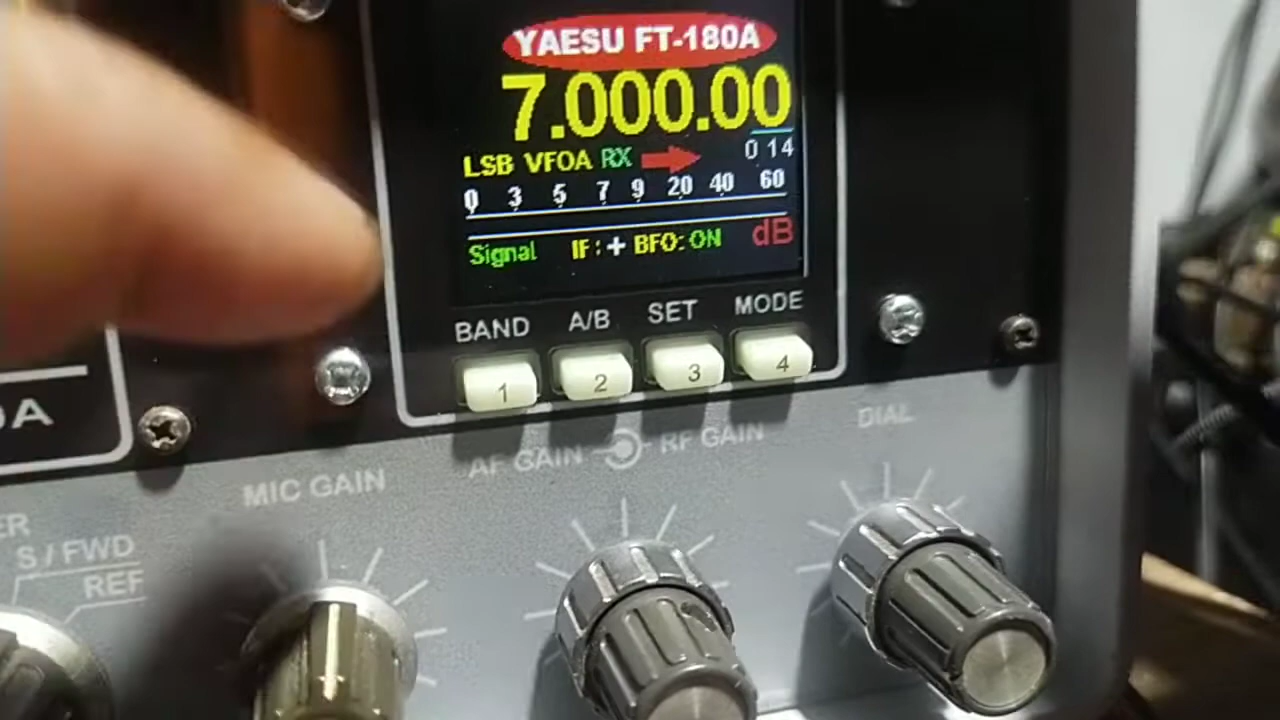 YAESU FT-180A
7.000.00
LSB VFOA RX 0 14
0 3 5 7 9 20 40 60
Signal IF:+ BFO: ON dB
BAND A/B SET MODE
1 2 3 4
0A
MIC GAIN AF GAIN RF GAIN DIAL
ER
S / FWD
REF